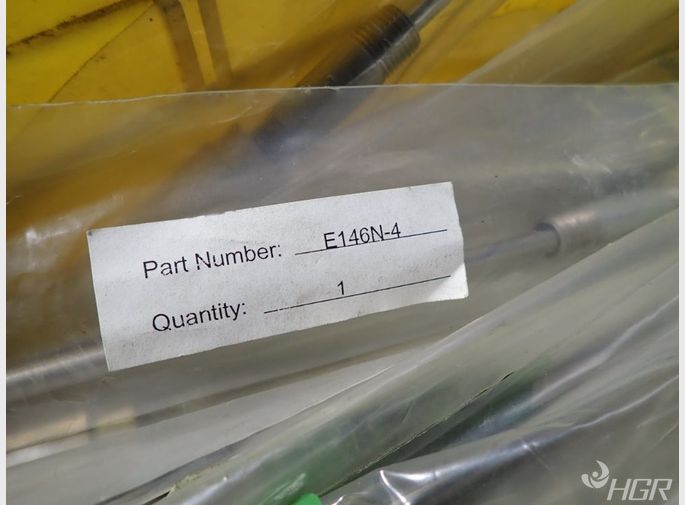 Part Number: E146N-4
Quantity: 1
HGR